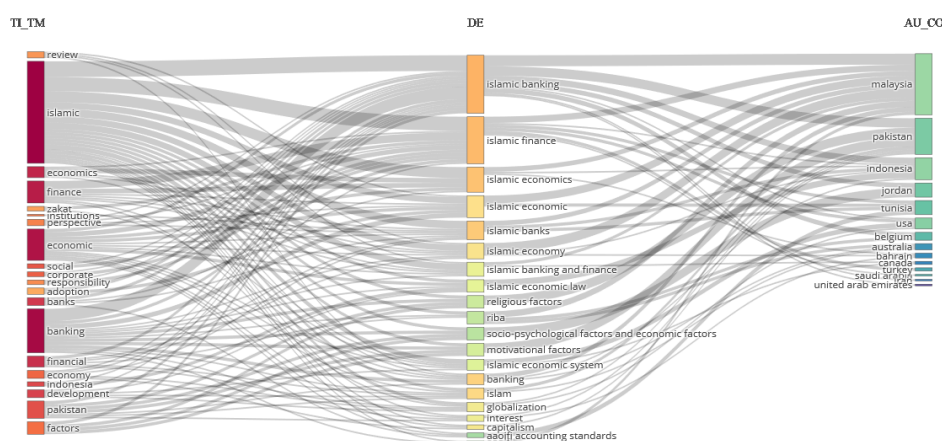 TI_TM
DE
AU_CO
review
islamic
economics
finance
zakat
institutions
perspective
economic
social
corporate
responsibility
adoption
banks
banking
financial
economy
indonesia
development
pakistan
factors
islamic banking
islamic finance
islamic economics
islamic economic
islamic banks
islamic economy
islamic banking and finance
islamic economic law
religious factors
riba
socio-psychological factors and economic factors
motivational factors
islamic economic system
banking
islam
globalization
interest
capitalism
aaoifi accounting standards
malaysia
pakistan
indonesia
jordan
tunisia
usa
belgium
australia
bahrain
canada
turkey
saudi arabia
iran
united arab emirates